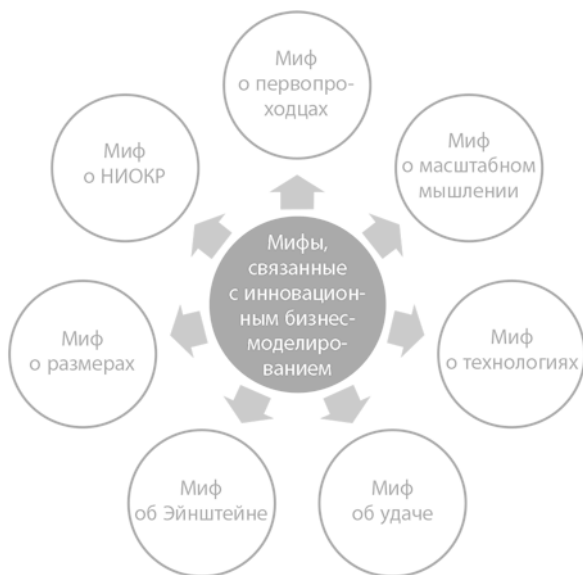 Миф
о первопро-
ходцах
Миф
о масштабном
мышлении
Миф
о технологиях
Миф
об удаче
Миф
об Эйнштейне
Миф
о размерах
Миф
о НИОКР
Мифы,
связанные
с инновацион-
ным бизнес-
моделиро-
ванием